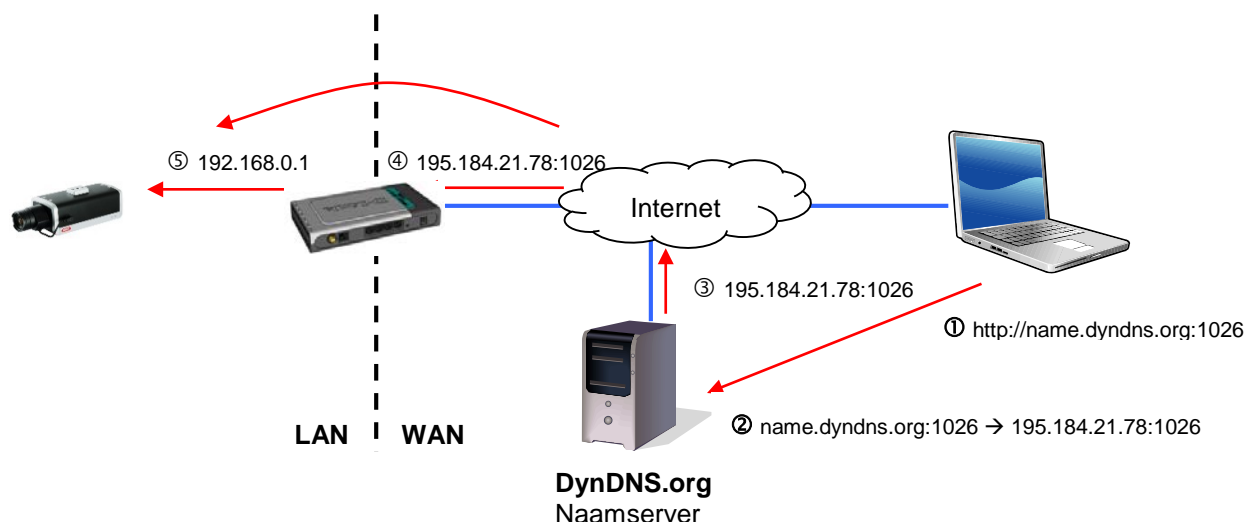 ⑤ 192.168.0.1
④ 195.184.21.78:1026
Internet
③ 195.184.21.78:1026
① http://name.dyndns.org:1026
② name.dyndns.org:1026 → 195.184.21.78:1026
LAN
WAN
DynDNS.org
Naamserver